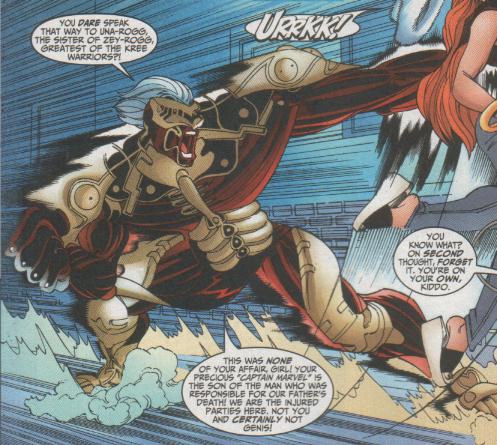 YOU DARE SPEAK
THAT WAY TO UNA-ROGG,
THE SISTER OF ZEY-ROGG,
GREATEST OF THE KREE
WARRIORS?!
URRKK!!
YOU
KNOW WHAT?
ON SECOND
THOUGHT, FORGET
IT. YOU'RE ON
YOUR OWN,
KIDDO.
THIS WAS NONE
OF YOUR AFFAIR, GIRL! YOUR
PRECIOUS "CAPTAIN MARVEL" IS
THE SON OF THE MAN WHO WAS
RESPONSIBLE FOR OUR FATHER'S
DEATH! WE ARE THE INJURED
PARTIES HERE. NOT YOU
AND CERTAINLY NOT
GENIS!